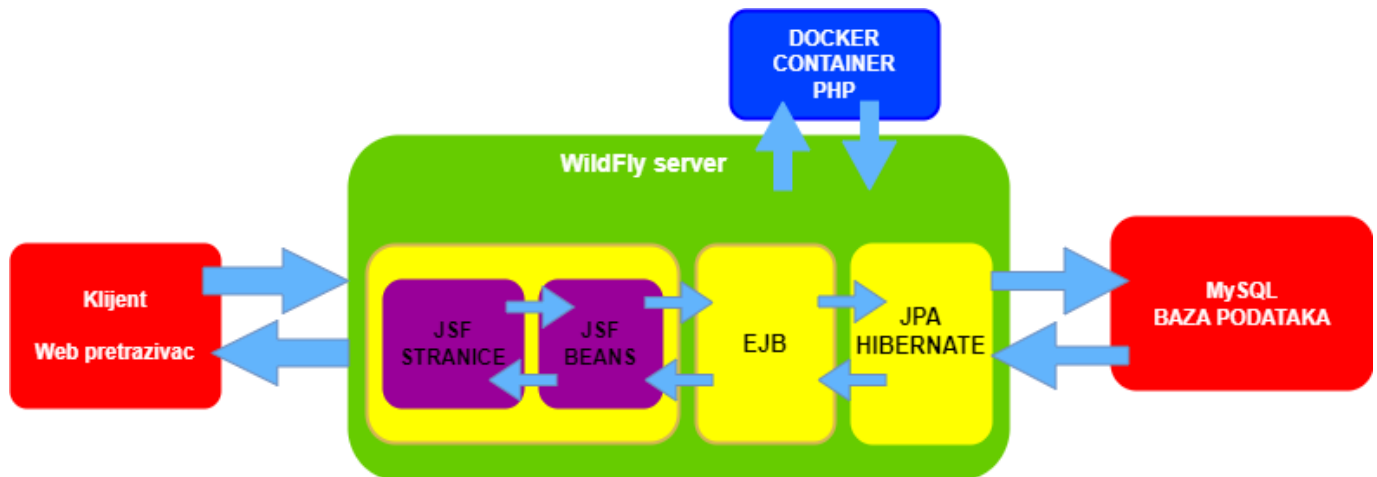 DOCKER
CONTAINER
PHP
WildFly server
Klijent
Web pretrazivac
JSF
STRANICE
JSF
BEANS
EJB
JPA
HIBERNATE
MySQL
BAZA PODATAKA